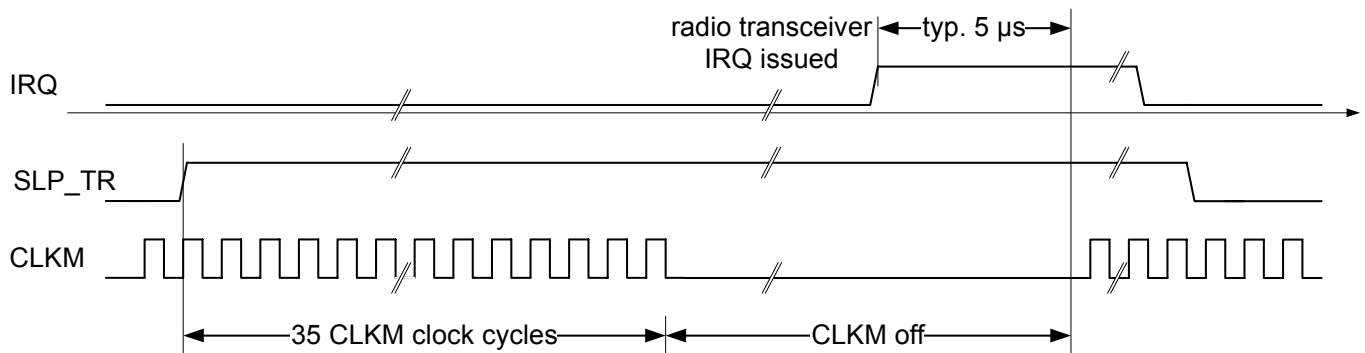 radio transceiver
IRQ issued
typ. 5 µs
IRQ
SLP_TR
CLKM
35 CLKM clock cycles
CLKM off